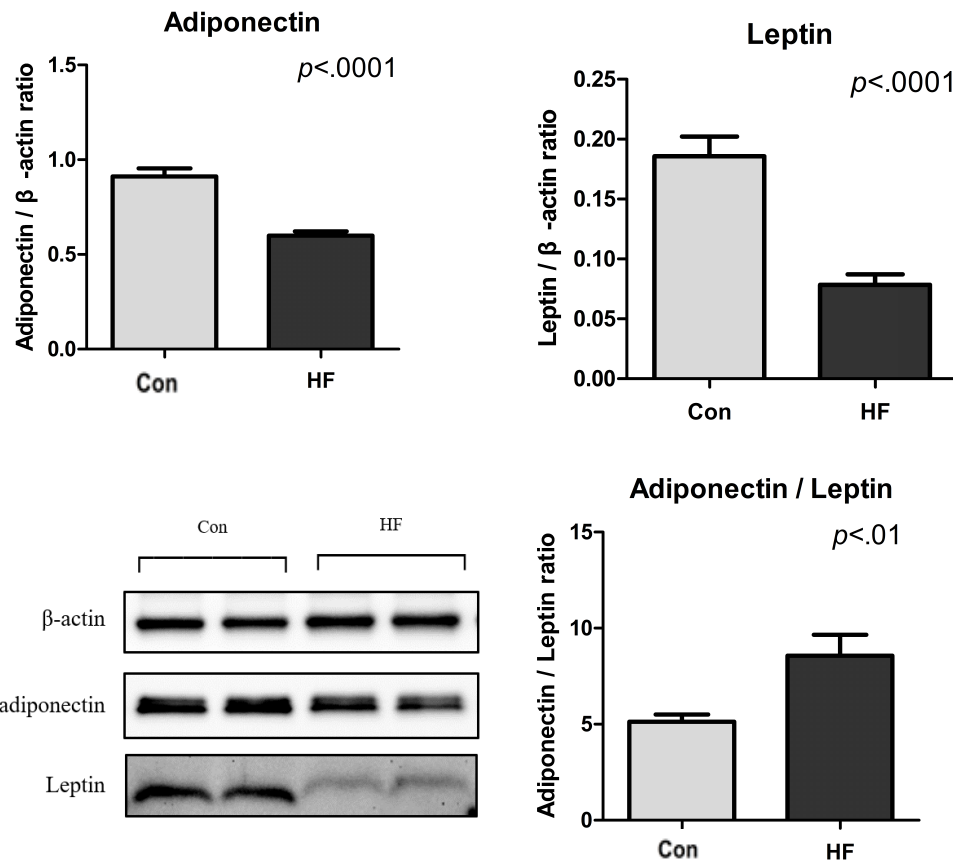 Adiponectin
p<.0001
Adiponectin / β -actin ratio
1.5
1.0
0.5
0.0
Con
HF
Leptin
p<.0001
Leptin / β -actin ratio
0.25
0.20
0.15
0.10
0.05
0.00
Con
HF
Con
HF
β-actin
adiponectin
Leptin
Adiponectin / Leptin
p<.01
Adiponectin / Leptin ratio
15
10
5
0
Con
HF